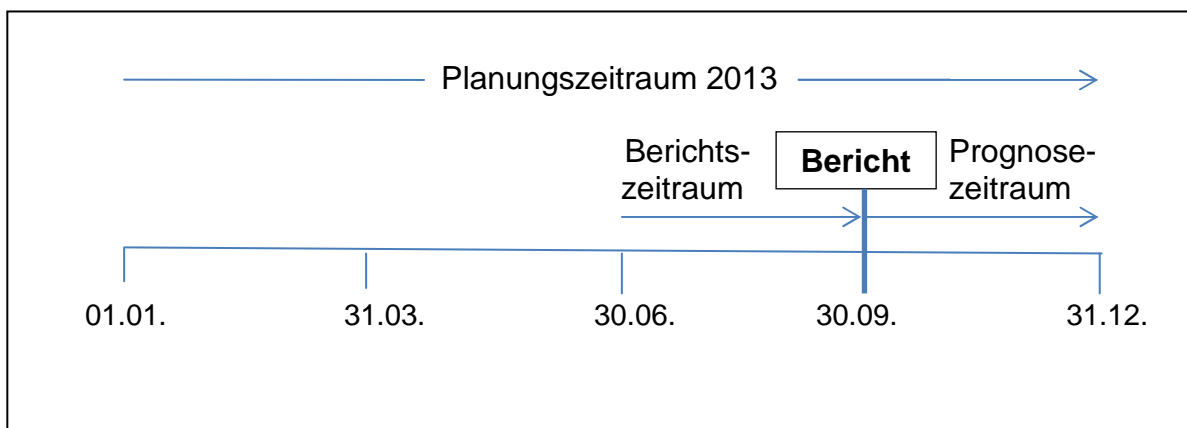 Planungszeitraum 2013
Berichts-
zeitraum
Bericht
Prognose-
zeitraum
01.01.
31.03.
30.06.
30.09.
31.12.